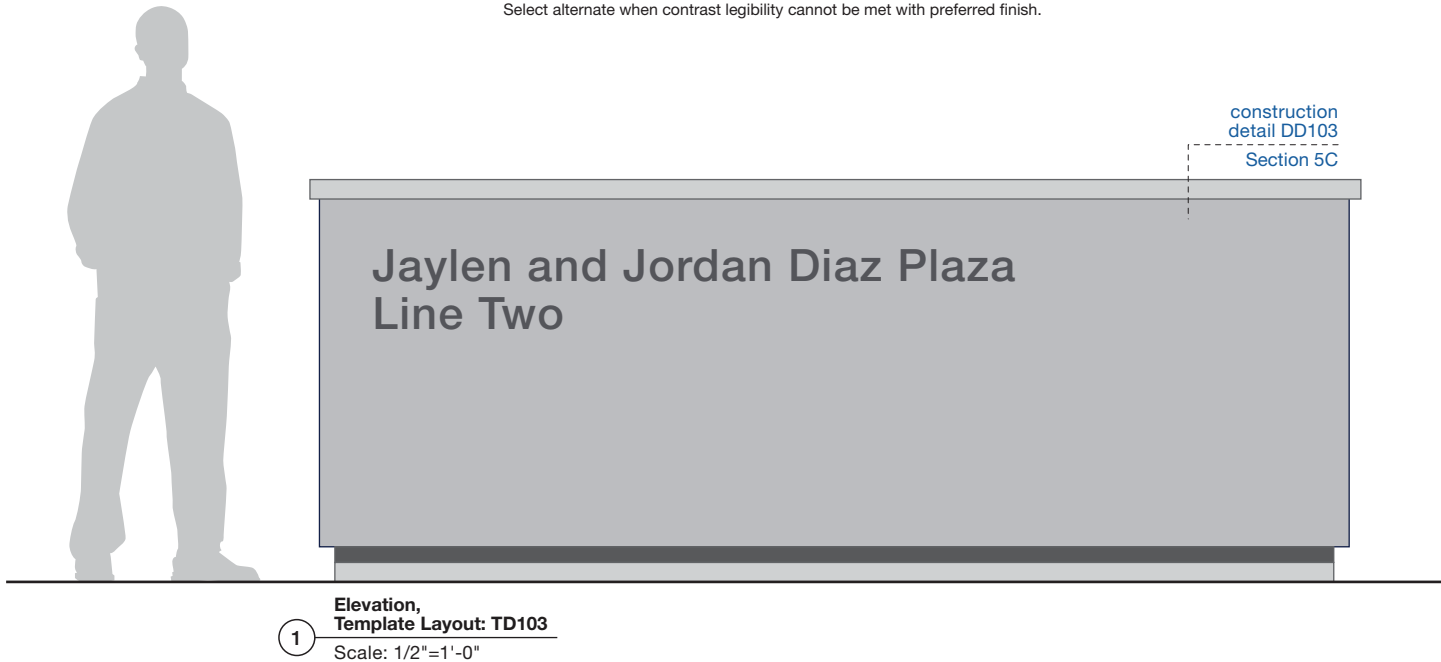 Select alternate when contrast legibility cannot be met with preferred finish.
construction
detail DD103
Section 5C
Jaylen and Jordan Diaz Plaza
Line Two
1
Elevation,
Template Layout: TD103
Scale: 1/2"=1'-0"